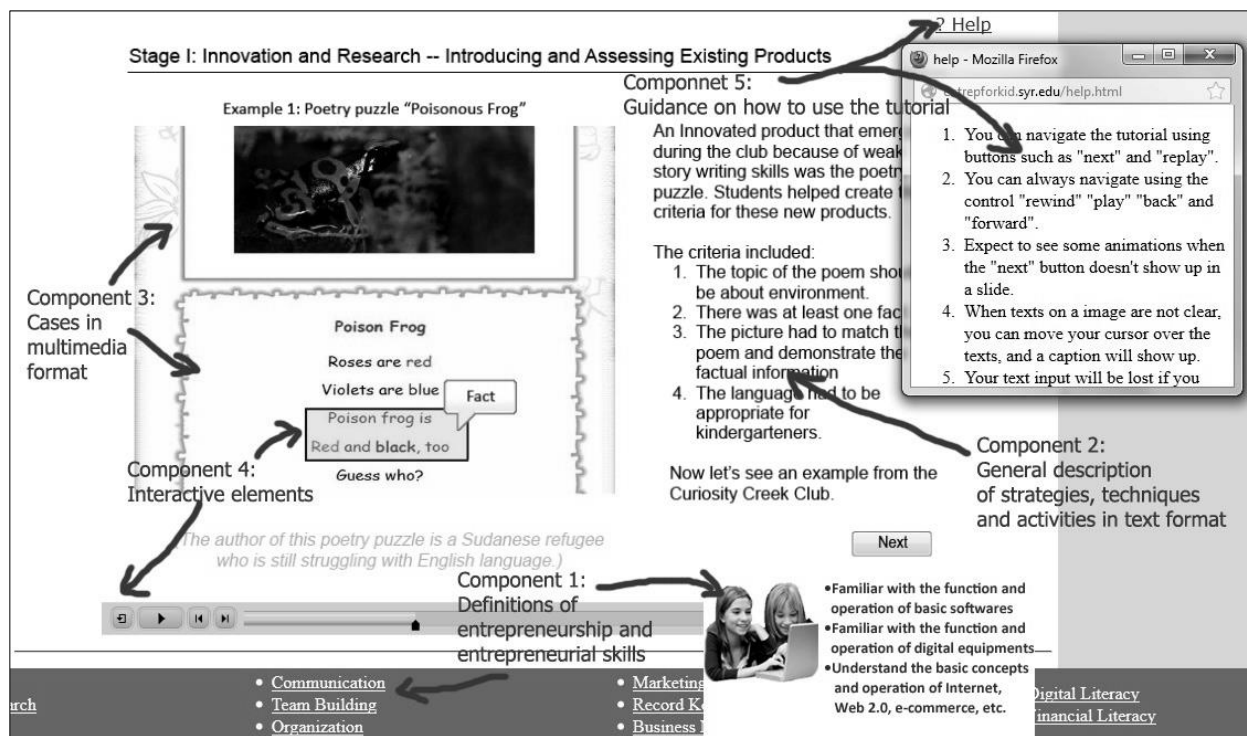 ? Help
Stage I: Innovation and Research -- Introducing and Assessing Existing Products
help - Mozilla Firefox
Componnet 5:
Guidance on how to use the tutorial
entrepforkid.syr.edu/help.html
1. You can navigate the tutorial using
buttons such as "next" and "replay".
2. You can always navigate using the
control "rewind" "play" "back" and
"forward".
3. Expect to see some animations when
the "next" button doesn't show up in
a slide.
4. When texts on a image are not clear,
you can move your cursor over the
texts, and a caption will show up.
5. Your text input will be lost if you
Example 1: Poetry puzzle “Poisonous Frog”
Component 3:
Cases in
multimedia
format
Poison Frog
Roses are red
Violets are blue
Fact
Poison frog is
Red and black, too
Guess who?
Component 4:
Interactive elements
(The author of this poetry puzzle is a Sudanese refugee
who is still struggling with English language.)
An Innovated product that emer
during the club because of weak
story writing skills was the poetry
puzzle. Students helped create
criteria for these new products.
The criteria included:
1. The topic of the poem shou
be about environment.
2. There was at least one fac
3. The picture had to match th
poem and demonstrate the
factual information
4. The language had to be
appropriate for
kindergarteners.
Now let’s see an example from the
Curiosity Creek Club.
Component 2:
General description
of strategies, techniques
and activities in text format
Next
Component 1:
Definitions of
entrepreneurship and
entrepreneurial skills
•Familiar with the function and
operation of basic softwares
•Familiar with the function and
operation of digital equipments
•Understand the basic concepts
and operation of Internet,
Web 2.0, e-commerce, etc.
arch
• Communication
• Team Building
• Organization
• Marketing
• Record Ke
• Business
Digital Literacy
Financial Literacy